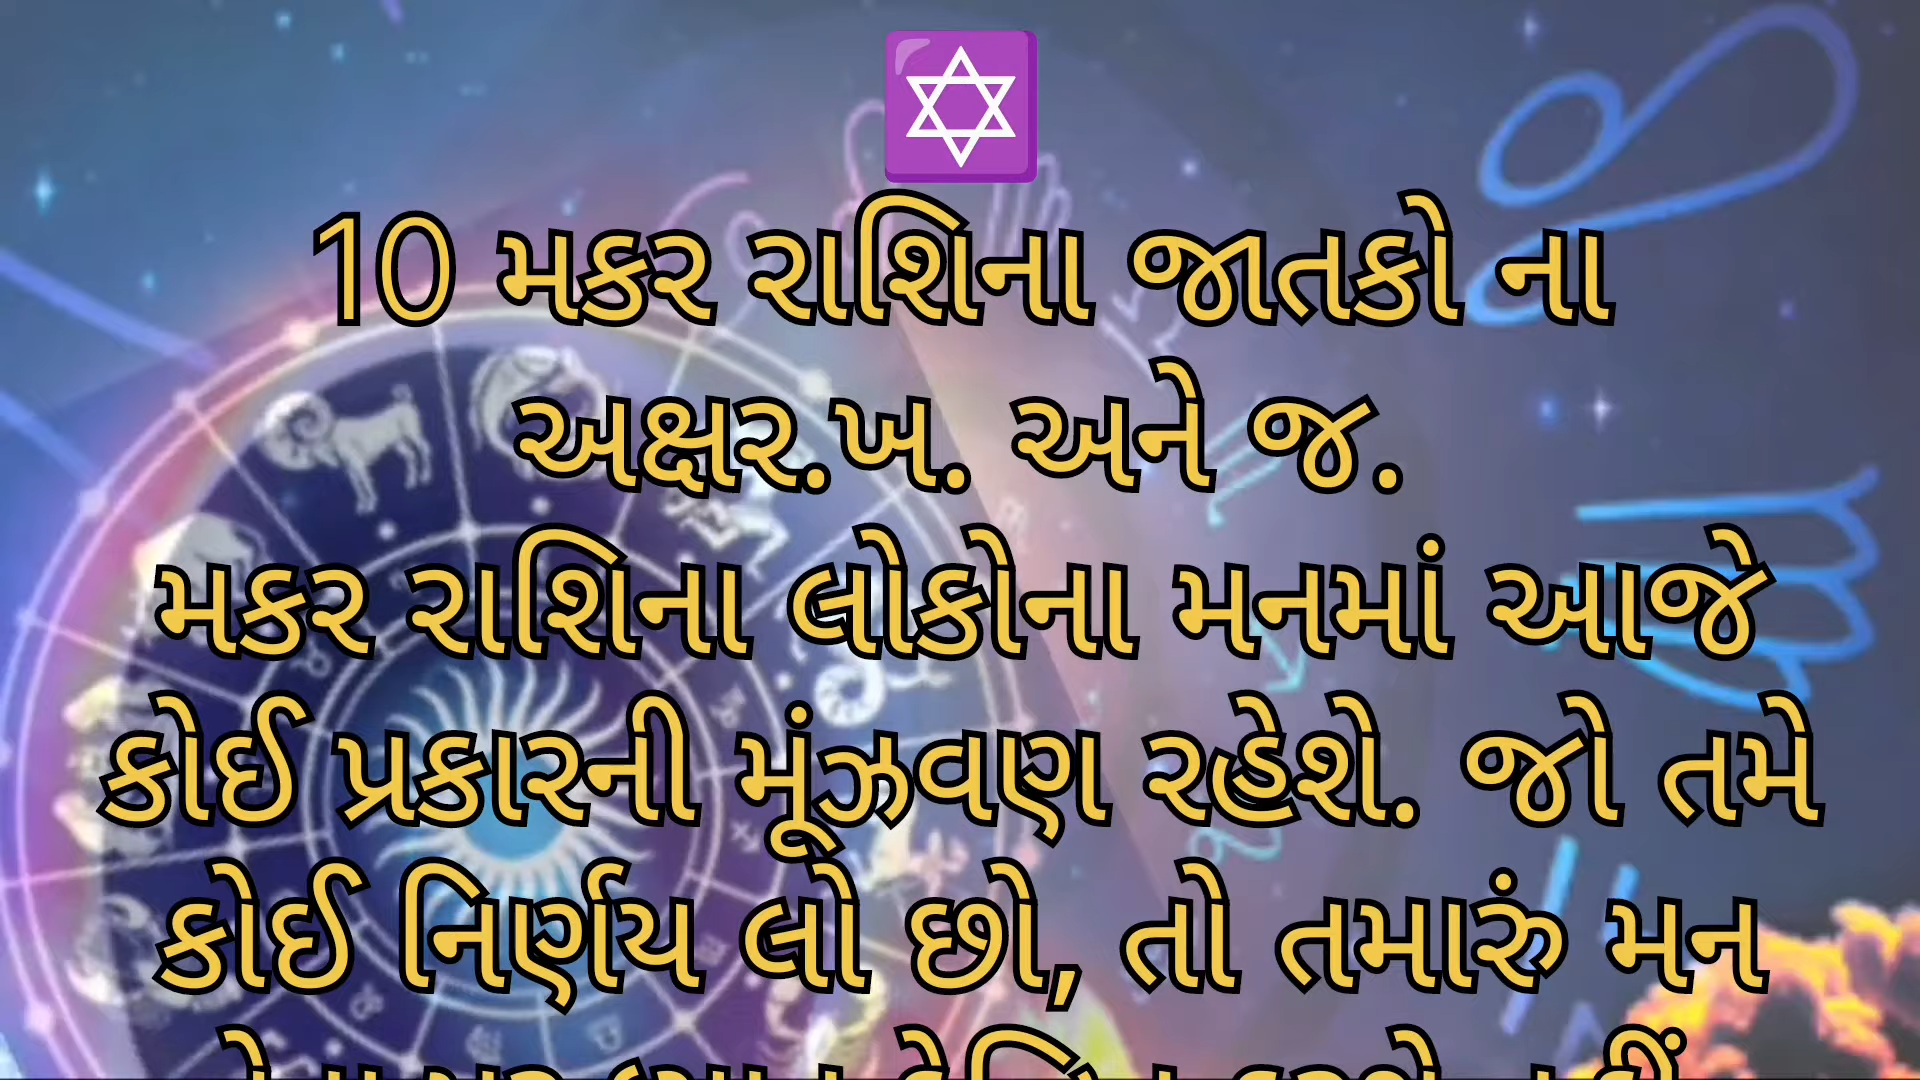 10 મકર રાશિના જાતકો ના
અક્ષર.ખ. અને જ.
મકર રાશિના લોકોના મનમાં આજે
કોઈ પ્રકારની મૂંઝવણ રહેશે. જો તમે
કોઈ નિર્ણય લો છો, તો તમારું મન